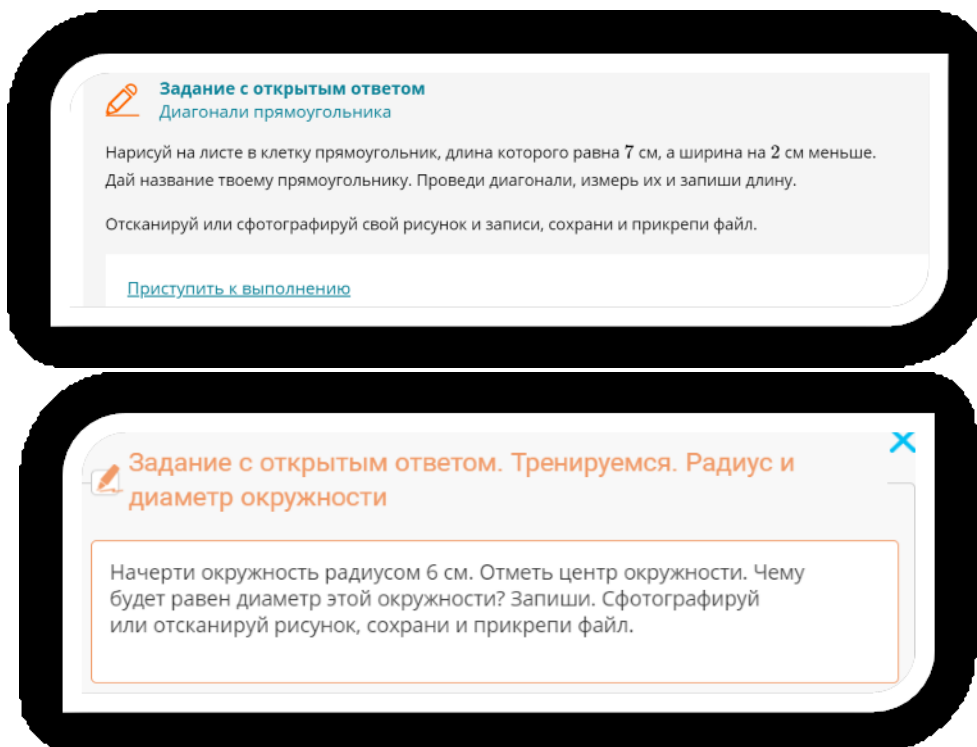 Задание с открытым ответом
Диагонали прямоугольника
Нарисуй на листе в клетку прямоугольник, длина которого равна 7 см, а ширина на 2 см меньше.
Дай название твоему прямоугольнику. Проведи диагонали, измерь их и запиши длину.
Отсканируй или сфотографируй свой рисунок и записи, сохрани и прикрепи файл.
Приступить к выполнению
Задание с открытым ответом. Тренируемся. Радиус и
диаметр окружности
Начерти окружность радиусом 6 см. Отметь центр окружности. Чему
будет равен диаметр этой окружности? Запиши. Сфотографируй
или отсканируй рисунок, сохрани и прикрепи файл.